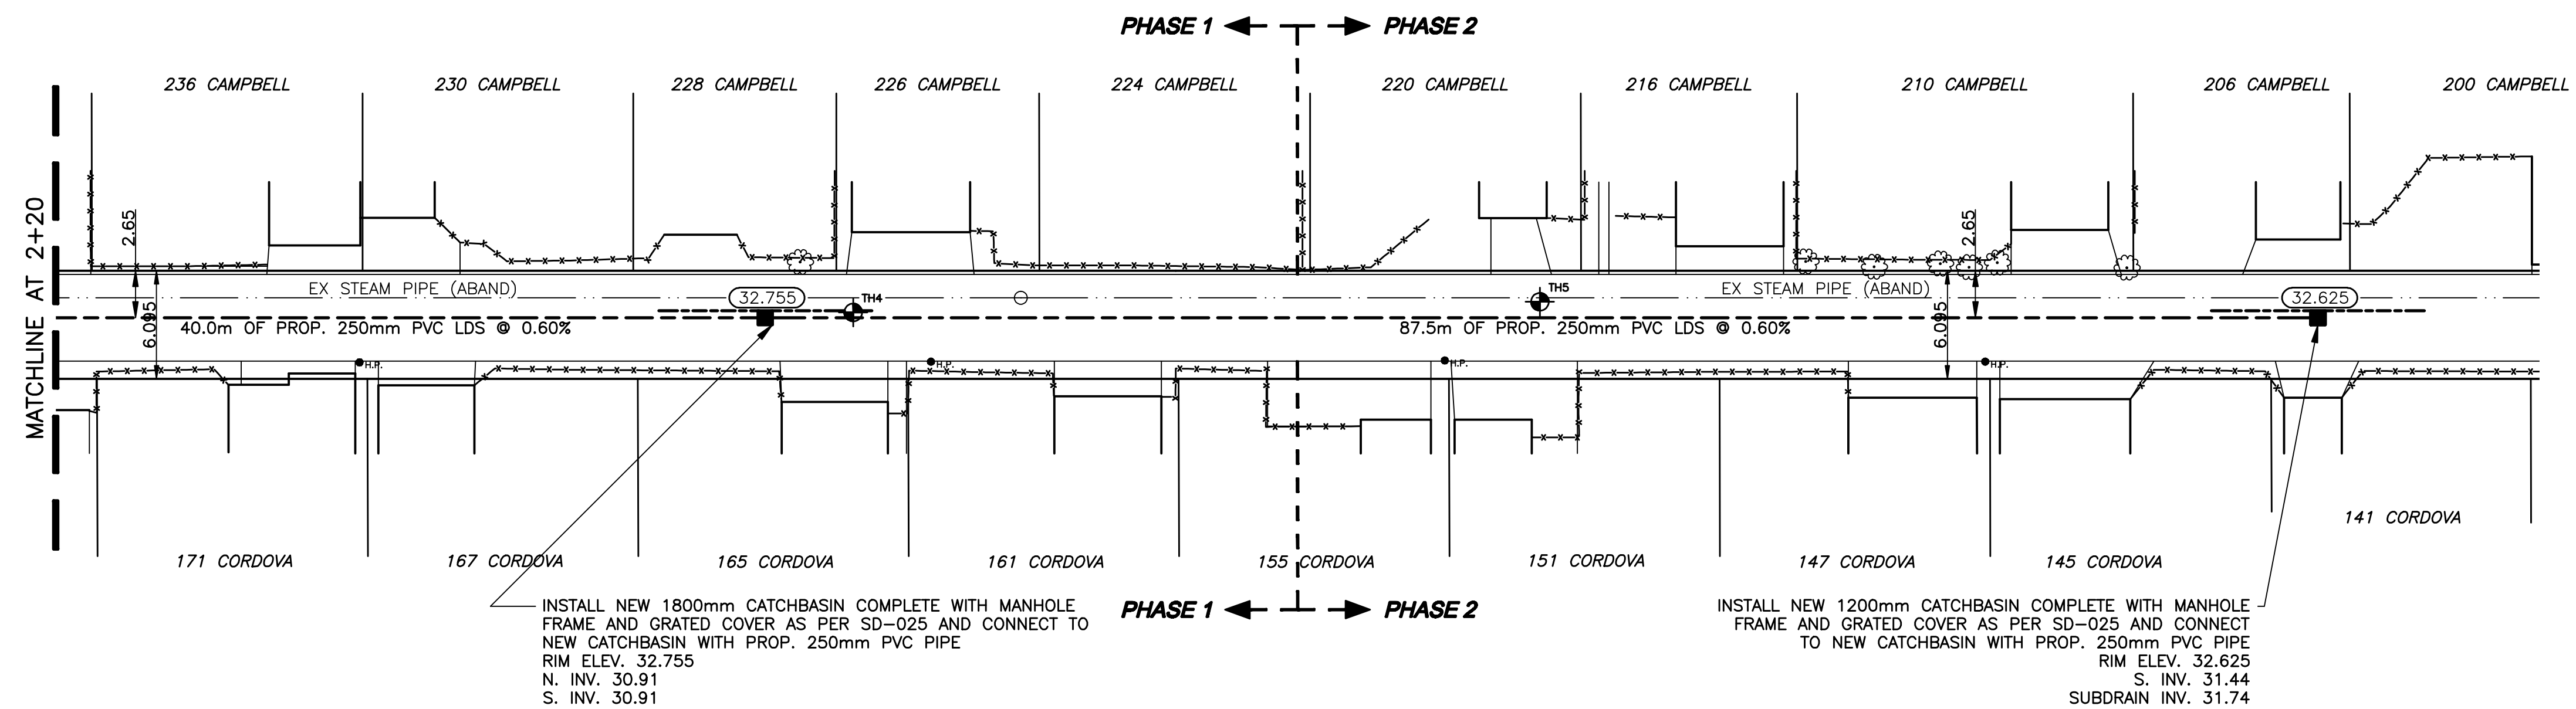 PHASE 1
PHASE 2
236 CAMPBELL
230 CAMPBELL
228 CAMPBELL
226 CAMPBELL
224 CAMPBELL
220 CAMPBELL
216 CAMPBELL
210 CAMPBELL
206 CAMPBELL
200 CAMPBELL
MATCHLINE AT 2+20
2.65
6.095
EX STEAM PIPE (ABAND)
32.755
TH4
TH5
EX STEAM PIPE (ABAND)
2.65
6.095
32.625
40.0m OF PROP. 250mm PVC LDS @ 0.60%
87.5m OF PROP. 250mm PVC LDS @ 0.60%
H.P.
H.P.
H.P.
H.P.
171 CORDOVA
167 CORDOVA
165 CORDOVA
161 CORDOVA
155 CORDOVA
151 CORDOVA
147 CORDOVA
145 CORDOVA
141 CORDOVA
INSTALL NEW 1800mm CATCHBASIN COMPLETE WITH MANHOLE
FRAME AND GRATED COVER AS PER SD-025 AND CONNECT TO
NEW CATCHBASIN WITH PROP. 250mm PVC PIPE
RIM ELEV. 32.755
N. INV. 30.91
S. INV. 30.91
PHASE 1
PHASE 2
INSTALL NEW 1200mm CATCHBASIN COMPLETE WITH MANHOLE
FRAME AND GRATED COVER AS PER SD-025 AND CONNECT
TO NEW CATCHBASIN WITH PROP. 250mm PVC PIPE
RIM ELEV. 32.625
S. INV. 31.44
SUBDRAIN INV. 31.74